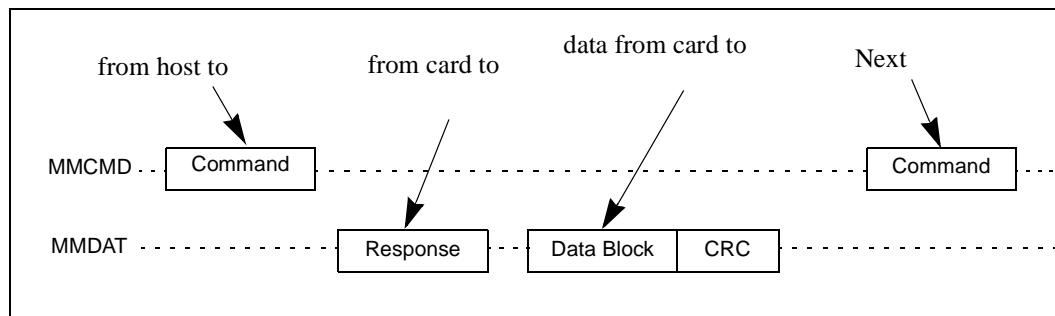 from host to
from card to
data from card to
Next
MMCMD
Command
Command
MMDAT
Response
Data Block
CRC